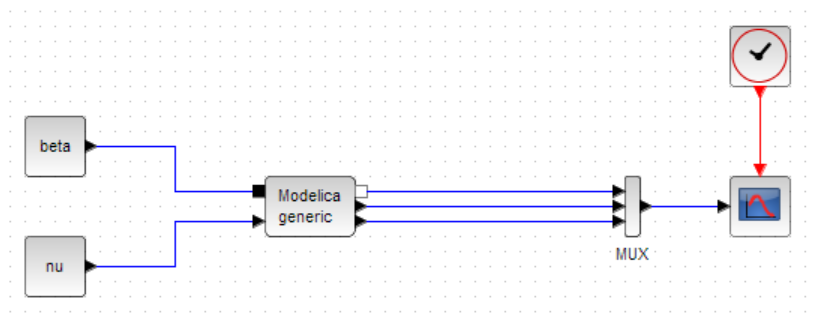 beta
Modelica
generic
nu
MUX